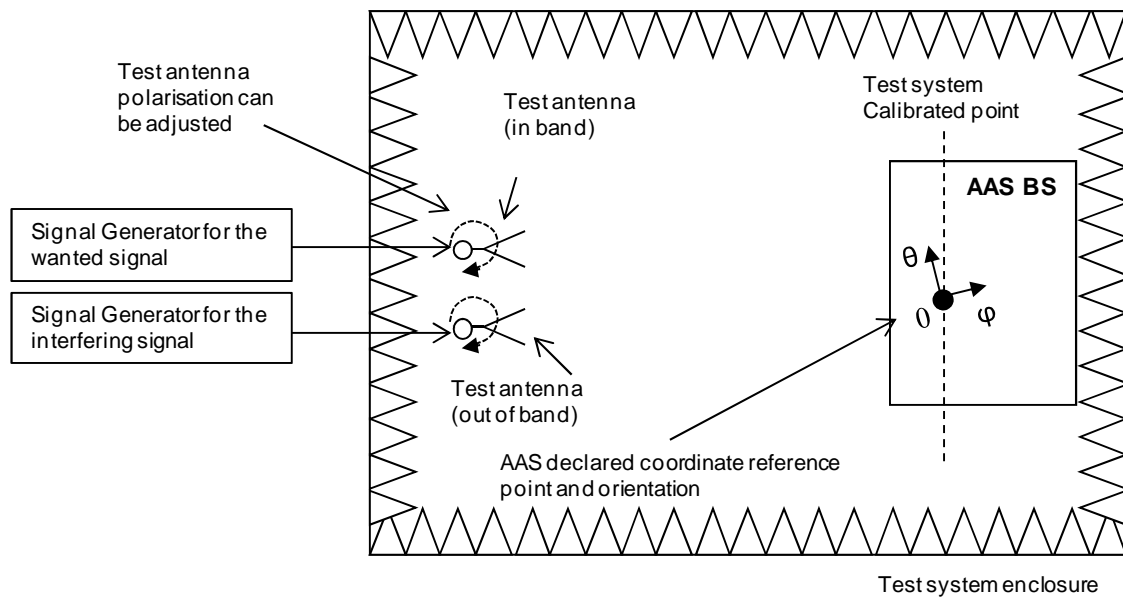 Test antenna
polarisation can
be adjusted
Test antenna
(in band)
Test system
Calibrated point
AAS BS
Signal Generator for the
wanted signal
θ
0
φ
Signal Generator for the
interfering signal
Test antenna
(out of band)
AAS declared coordinate reference
point and orientation
Test system enclosure